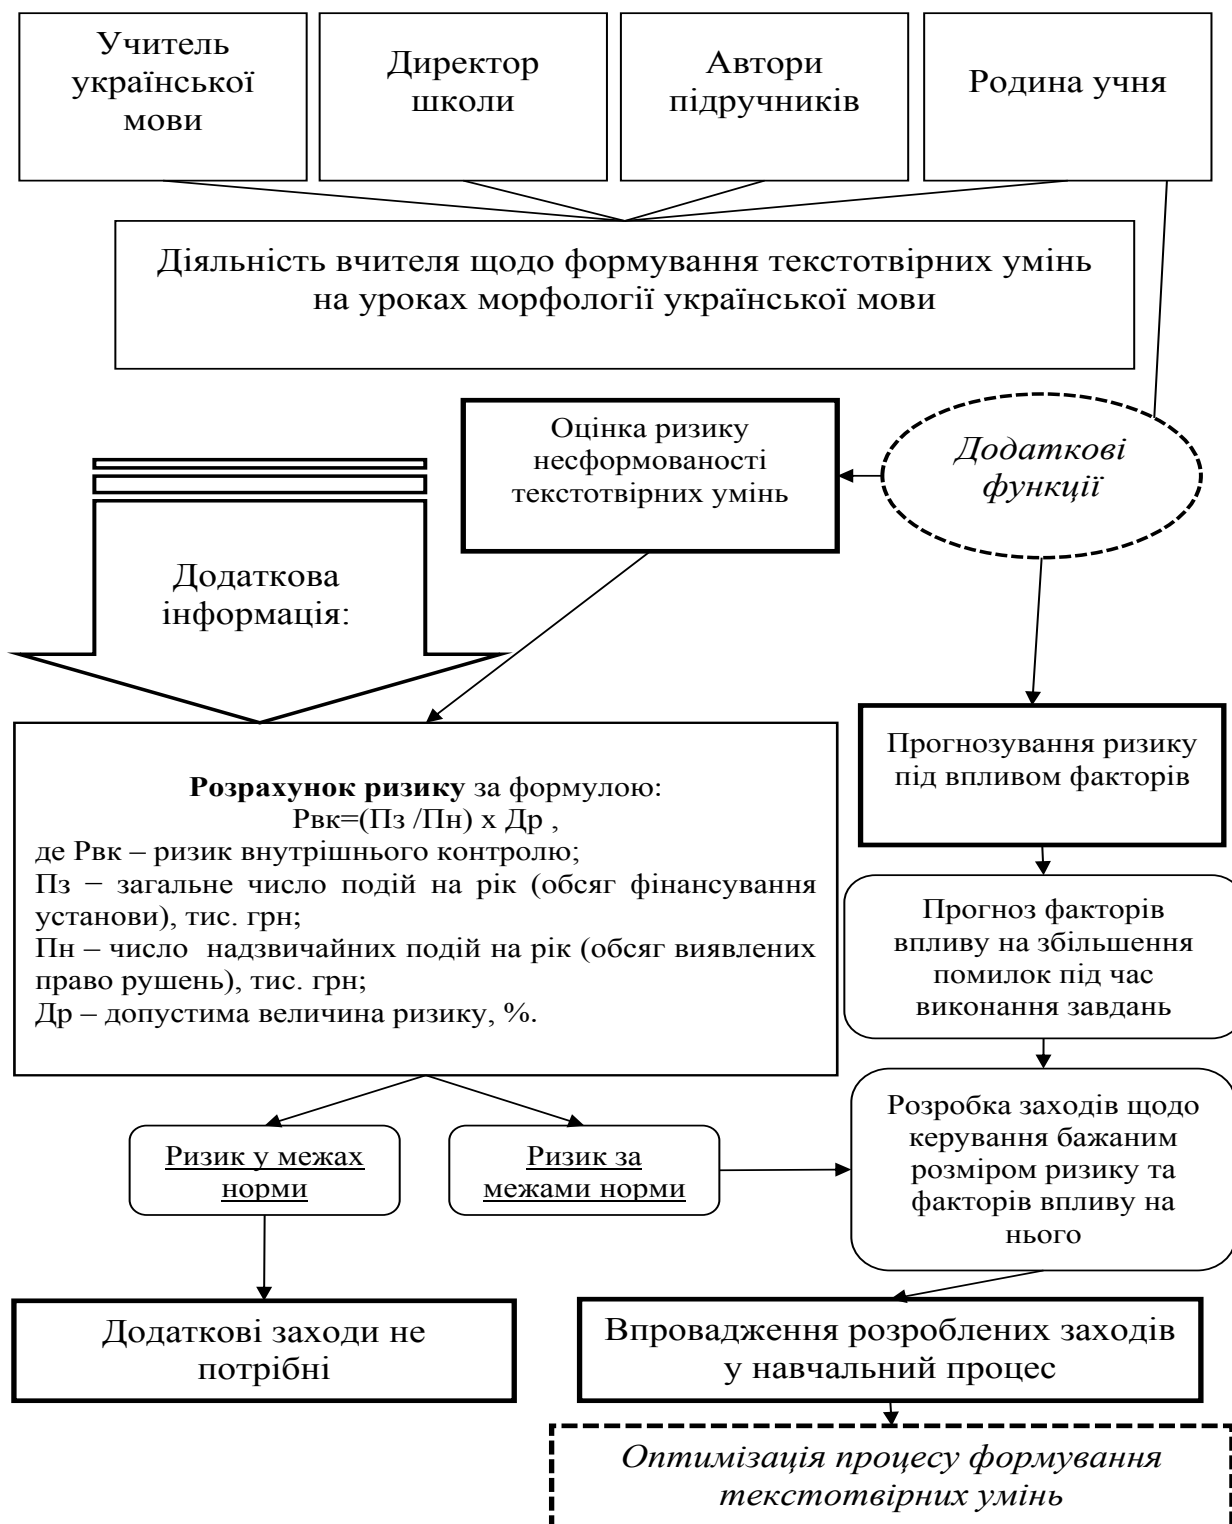 Учитель
української
мови
Директор
школи
Автори
підручників
Родина учня
Діяльність вчителя щодо формування текстотвірних умінь
на уроках морфології української мови
Оцінка ризику
несформованості
текстотвірних умінь
Додаткові
функції
Додаткова
інформація:
Прогнозування ризику
під впливом факторів
Розрахунок ризику за формулою:
Рвк=(Пз /Пн) х Др ,
де Рвк – ризик внутрішнього контролю;
Пз – загальне число подій на рік (обсяг фінансування
установи), тис. грн;
Пн – число надзвичайних подій на рік (обсяг виявлених
право рушень), тис. грн;
Др – допустима величина ризику, %.
Прогноз факторів
впливу на збільшення
помилок під час
виконання завдань
Розробка заходів щодо
керування бажаним
розміром ризику та
факторів впливу на
нього
Ризик у межах
норми
Ризик за
межами норми
Додаткові заходи не
потрібні
Впровадження розроблених заходів
у навчальний процес
Оптимізація процесу формування
текстотвірних умінь